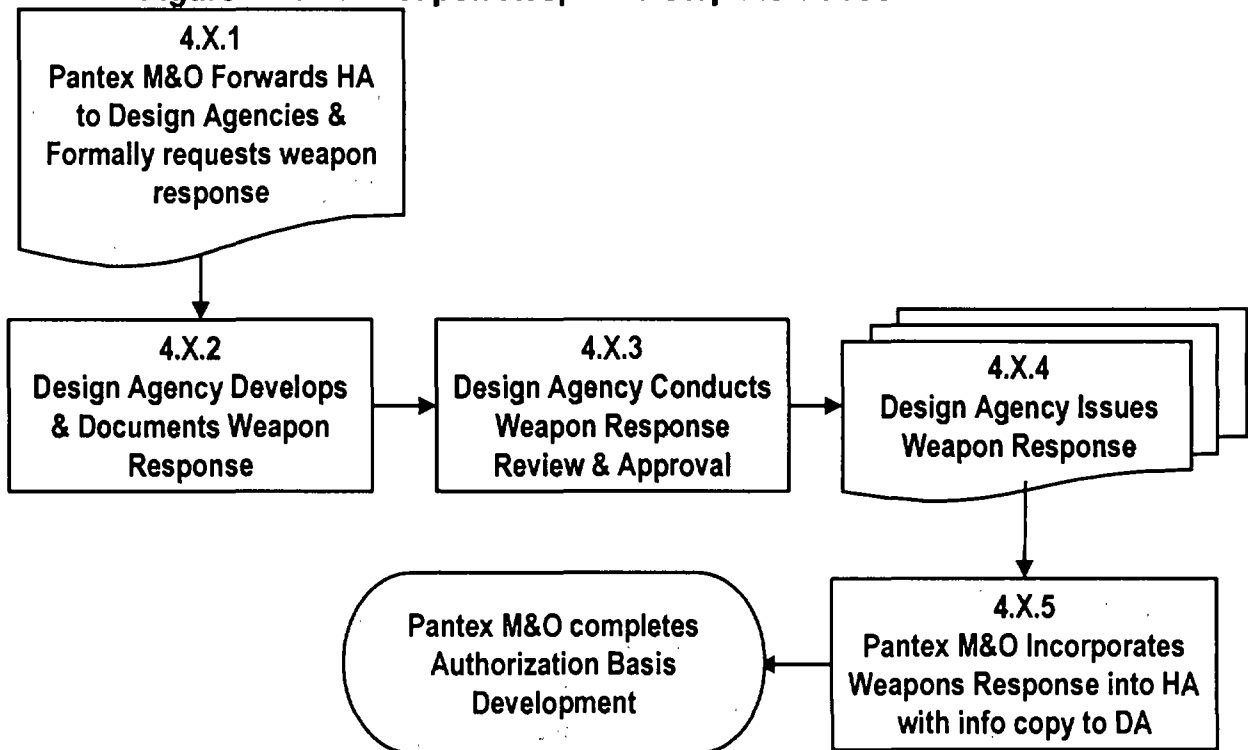 4.X.1
Pantex M&O Forwards HA
to Design Agencies &
Formally requests weapon
response
4.X.2
Design Agency Develops
& Documents Weapon
Response
4.X.3
Design Agency Conducts
Weapon Response
Review & Approval
4.X.4
Design Agency Issues
Weapon Response
4.X.5
Pantex M&O Incorporates
Weapons Response into HA
with info copy to DA
Pantex M&O completes
Authorization Basis
Development